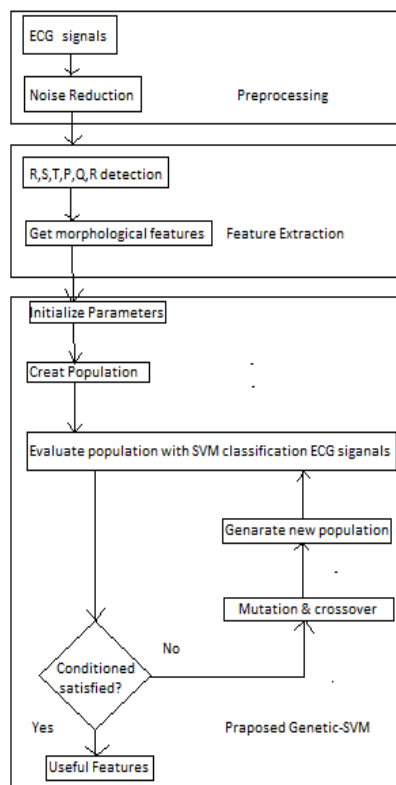 ECG signals
Noise Reduction
Preprocessing
R,S,T,P,Q,R detection
Get morphological features
Feature Extraction
Initialize Parameters
Creat Population
Evaluate population with SVM classification ECG siganals
Genarate new population
Mutation & crossover
No
Conditioned
satisfied?
Yes
Praposed Genetic-SVM
Useful Features